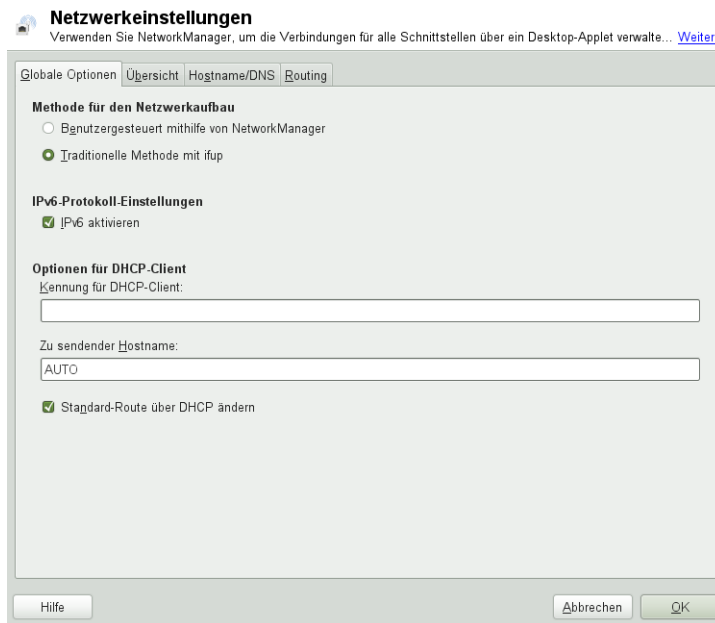 Netzwerkeinstellungen
Verwenden Sie NetworkManager, um die Verbindungen für alle Schnittstellen über ein Desktop-Applet verwalte... Weiter
Globale Optionen Übersicht Hostname/DNS Routing
Methode für den Netzwerkaufbau
Benutzergesteuert mithilfe von NetworkManager
Traditionelle Methode mit ifup
IPv6-Protokoll-Einstellungen
IPv6 aktivieren
Optionen für DHCP-Client
Kennung für DHCP-Client:
Zu sendender Hostname:
AUTO
Standard-Route über DHCP ändern
Hilfe Abbrechen OK